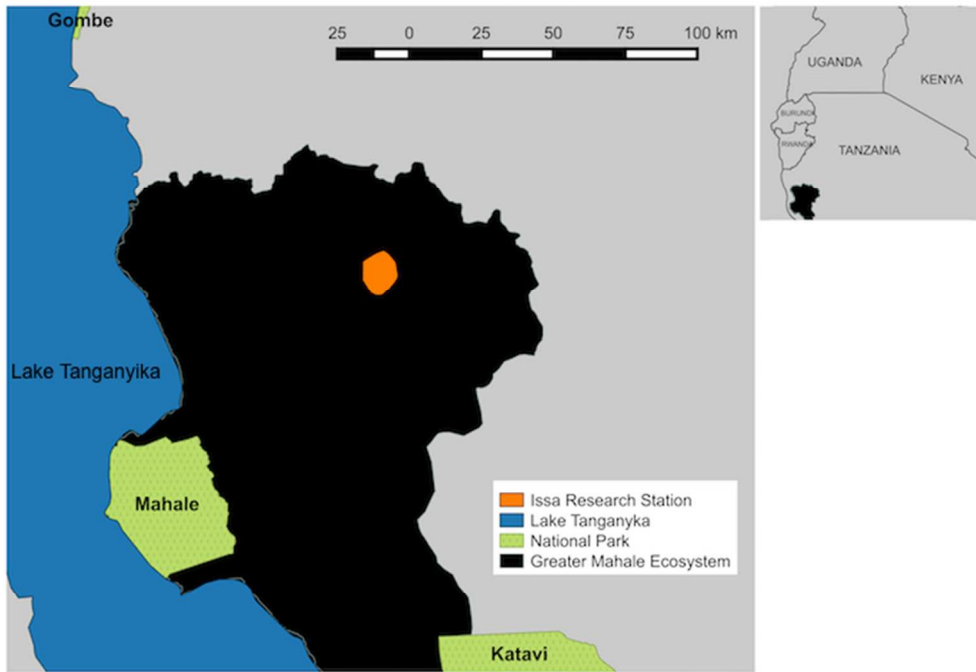 Gombe
25 0 25 50 75 100 km
Lake Tanganyika
Mahale
Issa Research Station
Lake Tanganyka
National Park
Greater Mahale Ecosystem
Katavi
UGANDA
KENYA
BURUNDI
RWANDA
TANZANIA